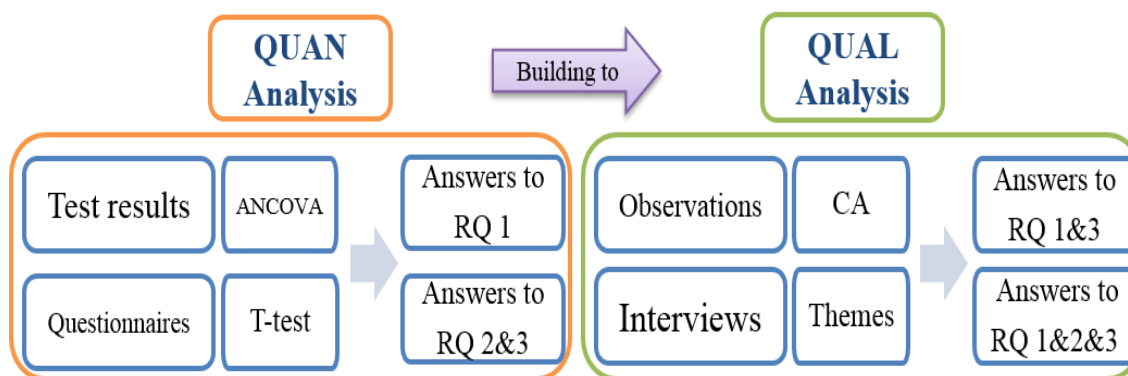 QUAN
Analysis
Building to
QUAL
Analysis
Test results
ANCOVA
Answers to
RQ 1
Questionnaires
T-test
Answers to
RQ 2&3
Observations
CA
Answers to
RQ 1&3
Interviews
Themes
Answers to
RQ 1&2&3